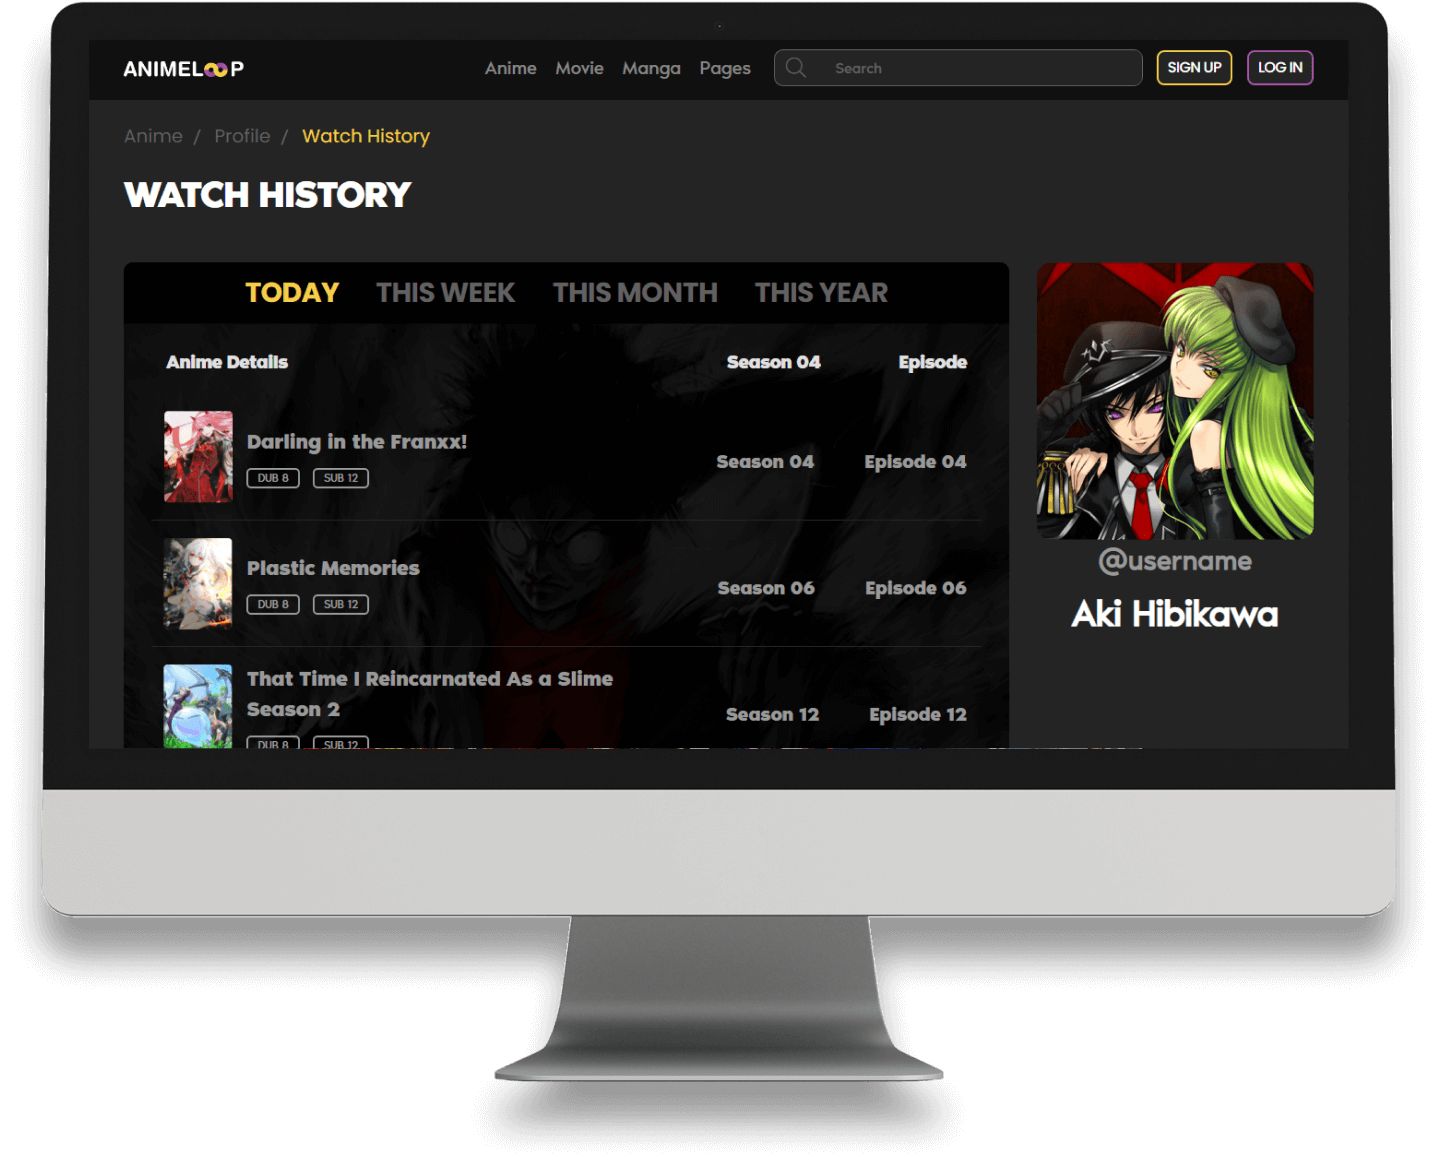 ANIMELOOP Anime Movie Manga Pages Search SIGN UP LOG IN
Anime / Profile / Watch History
WATCH HISTORY
TODAY THIS WEEK THIS MONTH THIS YEAR
Anime Details Season 04 Episode
Darling in the Franxx!
DUB 8 SUB 12
Season 04 Episode 04
Plastic Memories
DUB 8 SUB 12
Season 06 Episode 06
That Time I Reincarnated As a Slime
Season 2
DUB 8 SUB 12
Season 12 Episode 12
@username
Aki Hibikawa